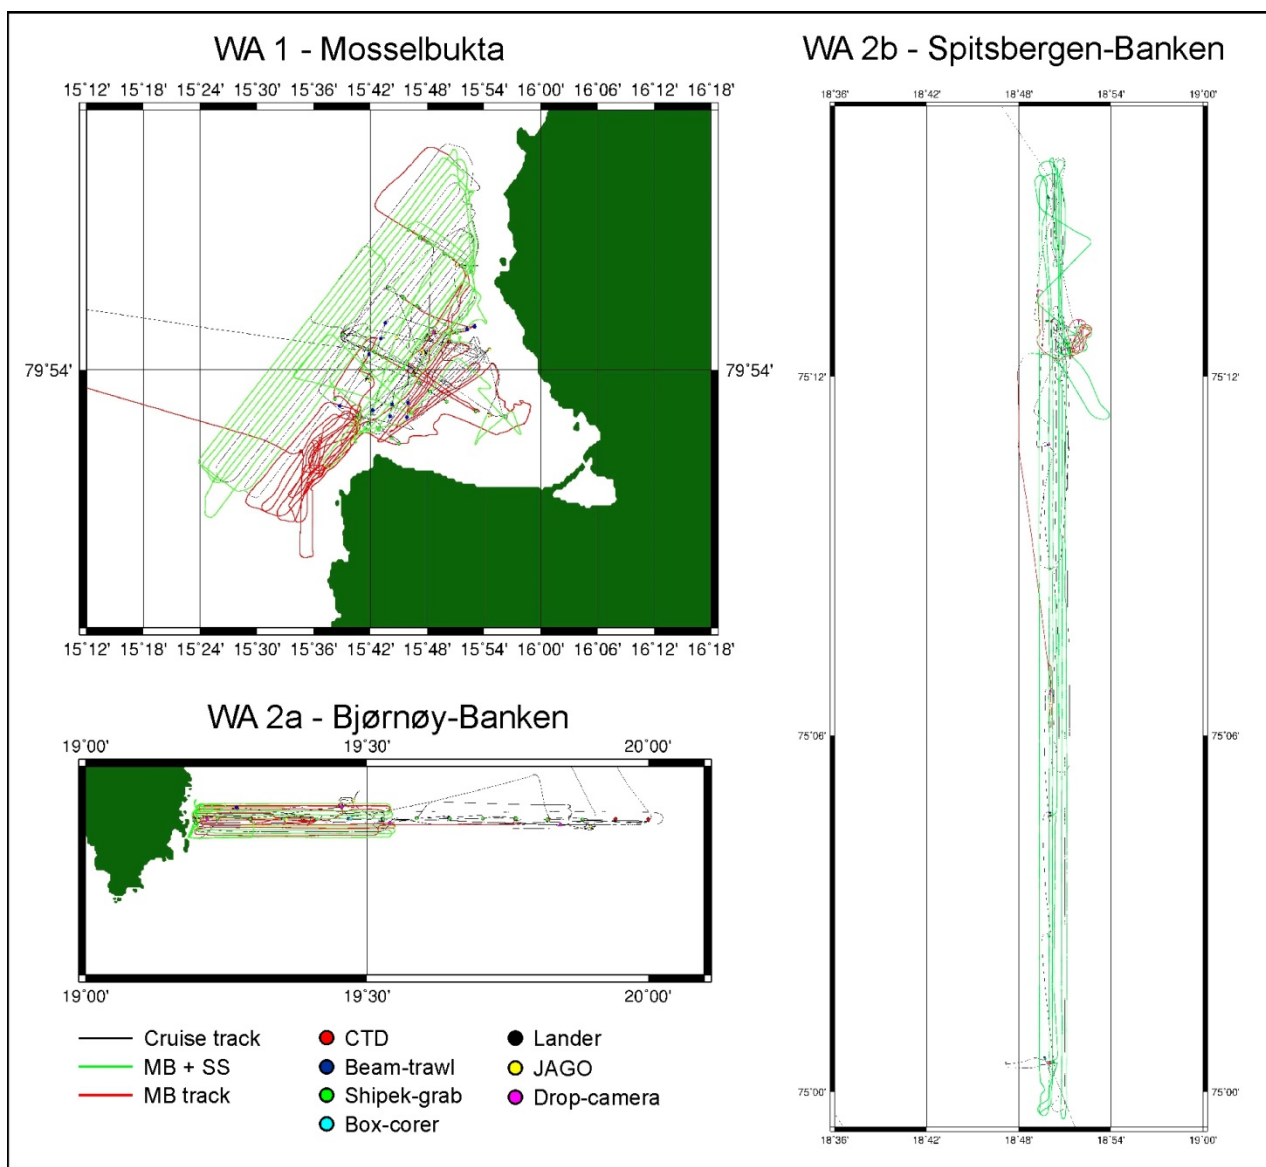 WA 1 - Mosselbukta
15°12' 15°18' 15°24' 15°30' 15°36' 15°42' 15°48' 15°54' 16°00' 16°06' 16°12' 16°18'
79°54' 79°54'
15°12' 15°18' 15°24' 15°30' 15°36' 15°42' 15°48' 15°54' 16°00' 16°06' 16°12' 16°18'
WA 2a - Bjørnøy-Banken
19°00' 19°30' 20°00'
19°00' 19°30' 20°00'
Cruise track
MB + SS
MB track
CTD
Beam-trawl
Shipek-grab
Box-corer
Lander
JAGO
Drop-camera
WA 2b - Spitsbergen-Banken
18°36' 18°42' 18°48' 18°54' 19°00'
75°12' 75°12'
75°06' 75°06'
75°00' 75°00'
18°36' 18°42' 18°48' 18°54' 19°00'